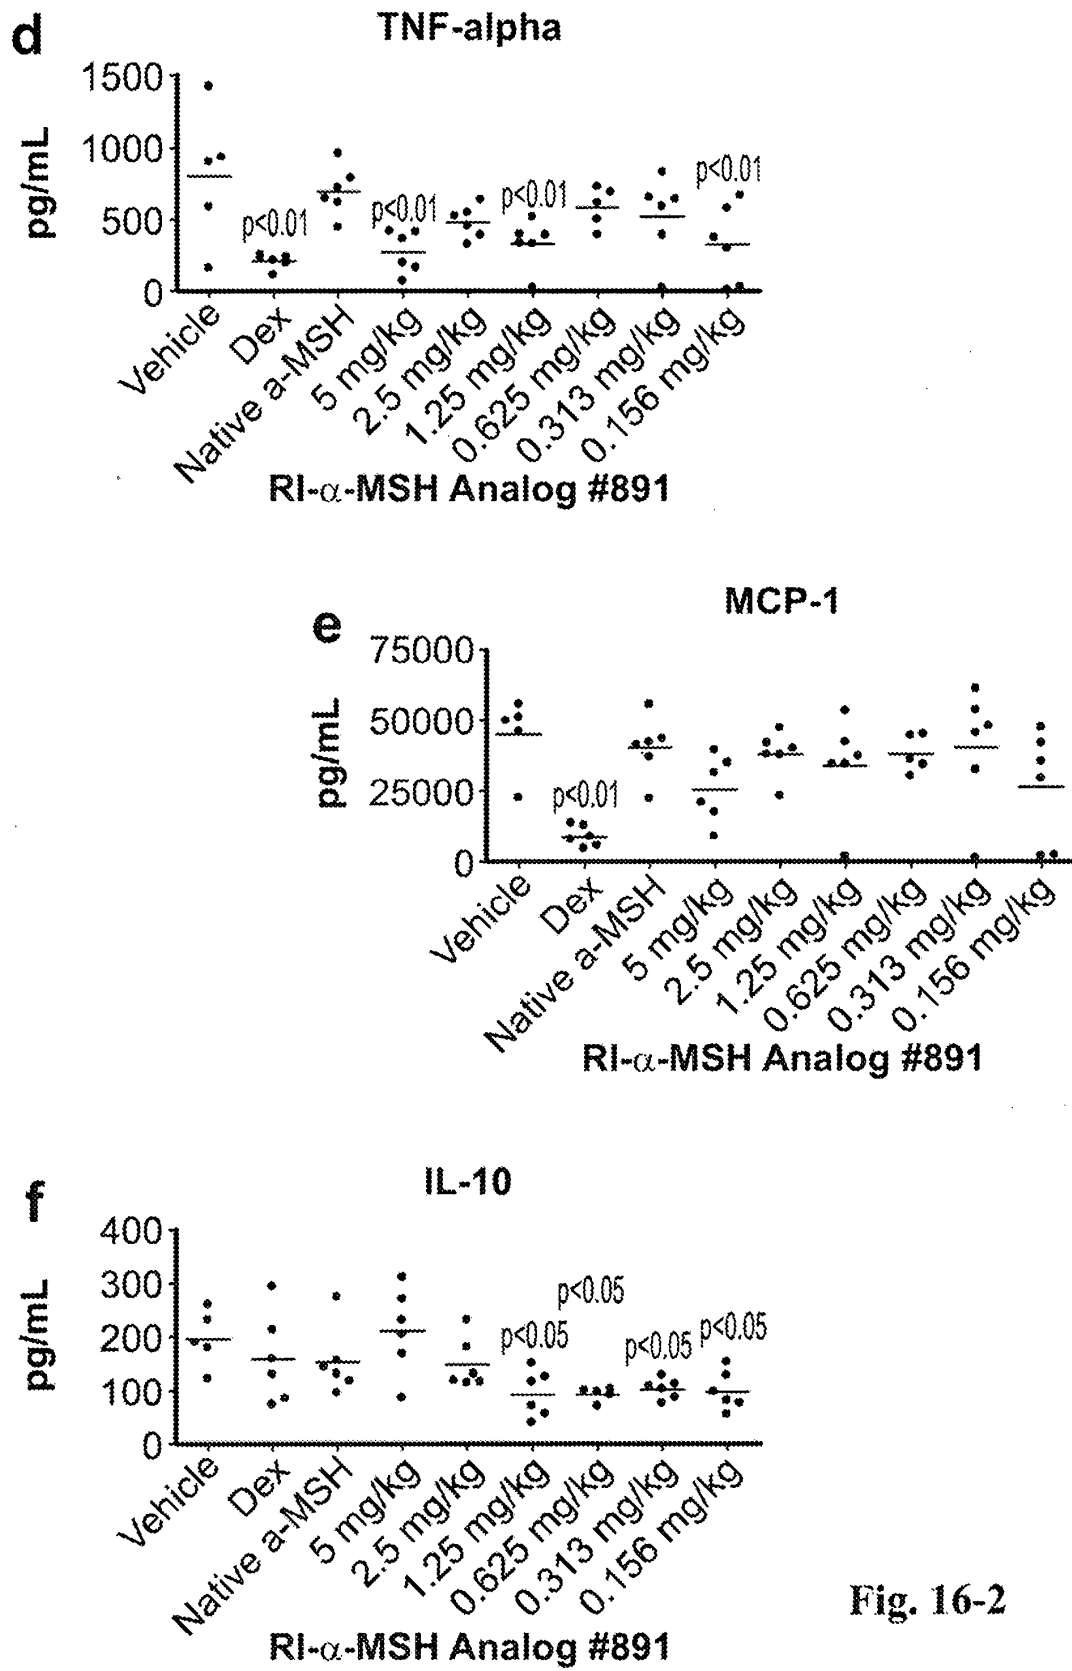 d
TNF-alpha
pg/mL
1500
1000
500
0
p<0.01
p<0.01
p<0.01
p<0.01
Vehicle
Dex
Native a-MSH
5 mg/kg
2.5 mg/kg
1.25 mg/kg
0.625 mg/kg
0.313 mg/kg
0.156 mg/kg
RI-α-MSH Analog #891
e
MCP-1
pg/mL
75000
50000
25000
0
p<0.01
Vehicle
Dex
Native a-MSH
5 mg/kg
2.5 mg/kg
1.25 mg/kg
0.625 mg/kg
0.313 mg/kg
0.156 mg/kg
RI-α-MSH Analog #891
f
IL-10
pg/mL
400
300
200
100
0
p<0.05
p<0.05
p<0.05
p<0.05
Vehicle
Dex
Native a-MSH
5 mg/kg
2.5 mg/kg
1.25 mg/kg
0.625 mg/kg
0.313 mg/kg
0.156 mg/kg
RI-α-MSH Analog #891
Fig. 16-2